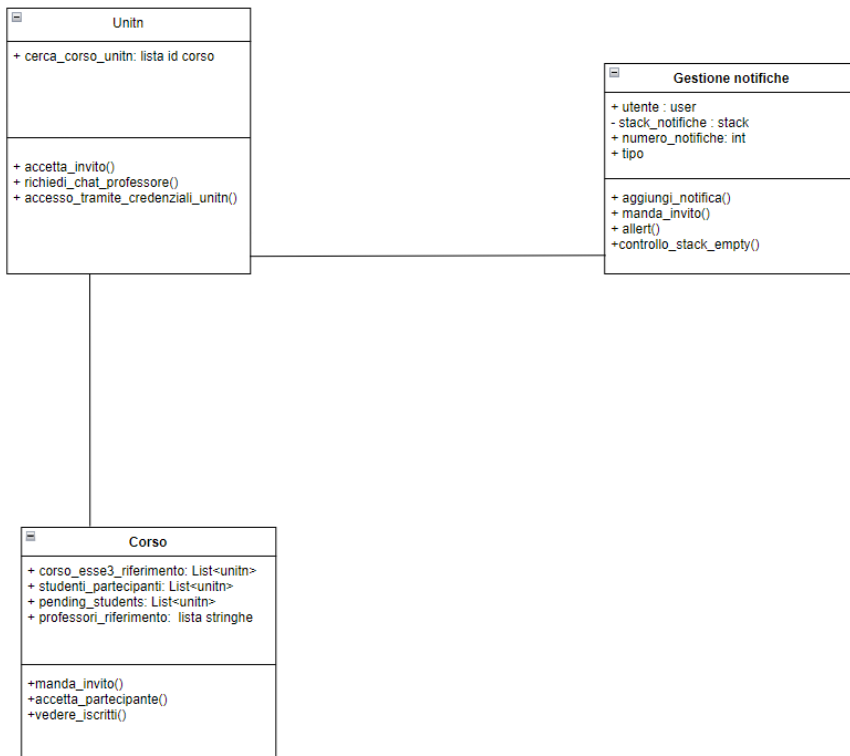 Unitn
+ cerca_corso_unitn: lista id corso
+ accetta_invito()
+ richiedi_chat_professore()
+ accesso_tramite_credenziali_unitn()
Gestione notifiche
+ utente : user
- stack_notifiche : stack
+ numero_notifiche: int
+ tipo
+ aggiungi_notifica()
+ manda_invito()
+ allert()
+controllo_stack_empty()
Corso
+ corso_esse3_riferimento: List<unitn>
+ studenti_partecipanti: List<unitn>
+ pending_students: List<unitn>
+ professori_riferimento: lista stringhe
+manda_invito()
+accetta_partecipante()
+vedere_iscritti()